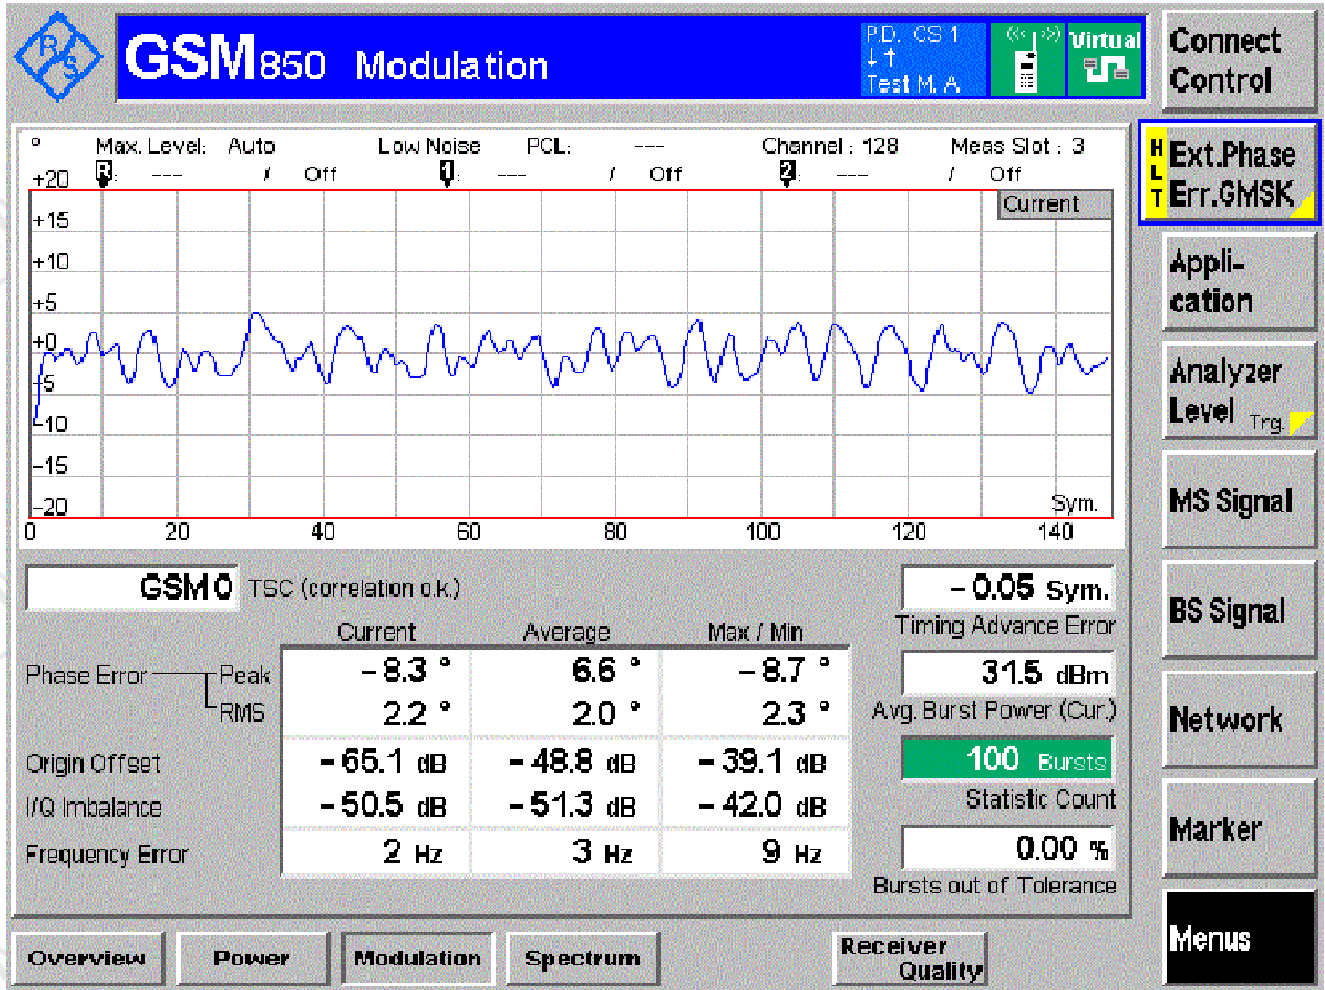 R/S
GSM850 Modulation
PD. CS 1
↓↑
Test M. A.
Virtual
Connect
Control
° Max. Level: Auto Low Noise PCL: --- Channel : 128 Meas Slot : 3
R: --- / Off 1: --- / Off 2: --- / Off
+20
Current
+15
+10
+5
+0
-5
-10
-15
-20
Sym.
0 20 40 60 80 100 120 140
HLT
Ext.Phase
Err.GMSK
Appli-
cation
Analyzer
Level Trg.
MS Signal
BS Signal
Network
Marker
Menus
GSM 0 TSC (correlation o.k.)
– 0.05 Sym.
Timing Advance Error
Current Average Max / Min
Phase Error Peak – 8.3 ° 6.6 ° – 8.7 °
RMS 2.2 ° 2.0 ° 2.3 °
31.5 dBm
Avg. Burst Power (Cur.)
Origin Offset – 65.1 dB – 48.8 dB – 39.1 dB
100 Bursts
Statistic Count
I/Q Imbalance – 50.5 dB – 51.3 dB – 42.0 dB
Frequency Error 2 Hz 3 Hz 9 Hz
0.00 %
Bursts out of Tolerance
Overview Power Modulation Spectrum Receiver
Quality